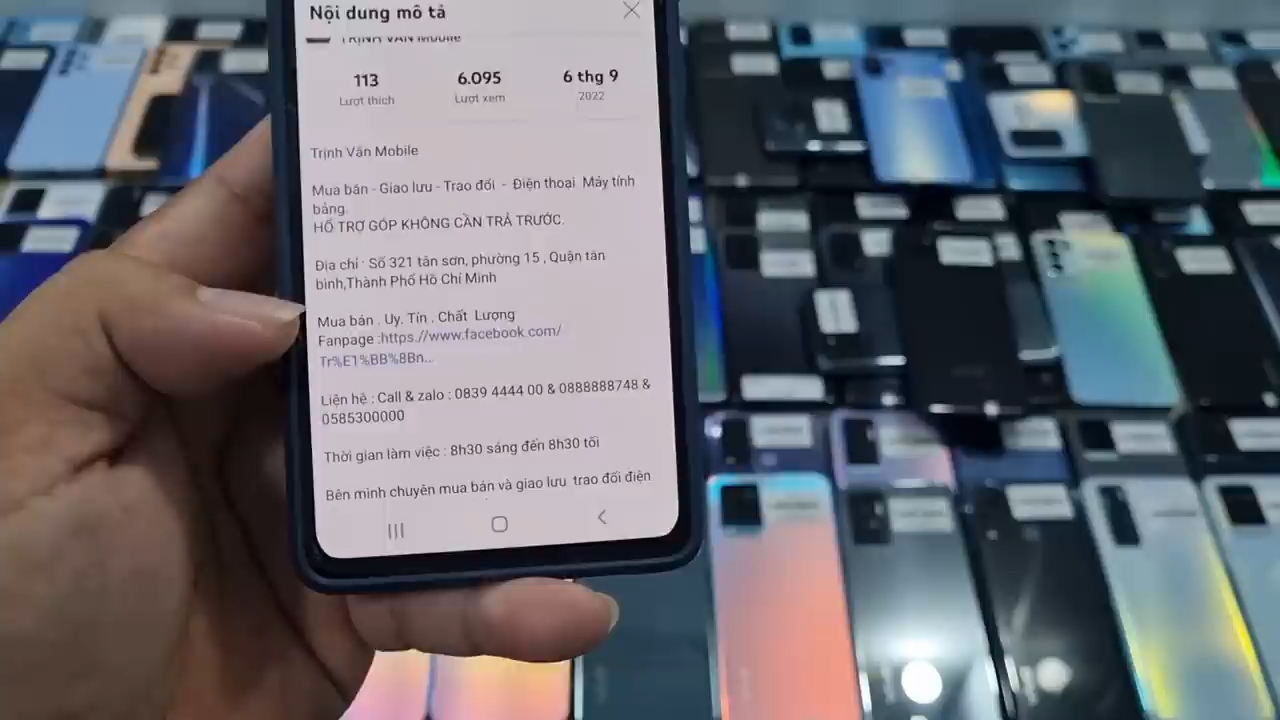 Nội dung mô tả
TRỊNH VĂN MOBILE
113
6.095
6 thg 9
Lượt thích
Lượt xem
2022
Trịnh Văn Mobile
Mua bán - Giao lưu - Trao đổi - Điện thoại Máy tính
bảng.
HỖ TRỢ GÓP KHÔNG CẦN TRẢ TRƯỚC.
Địa chỉ : Số 321 tân sơn, phường 15 , Quận tân
bình,Thành Phố Hồ Chí Minh
Mua bán . Uy. Tín . Chất Lượng
Fanpage :https://www.facebook.com/
Tr%E1%BB%8Bn...
Liện hệ : Call & zalo : 0839 4444 00 & 0888888748 &
0585300000
Thời gian làm việc : 8h30 sáng đến 8h30 tối
Bên mình chuyên mua bán và giao lưu trao đổi điện